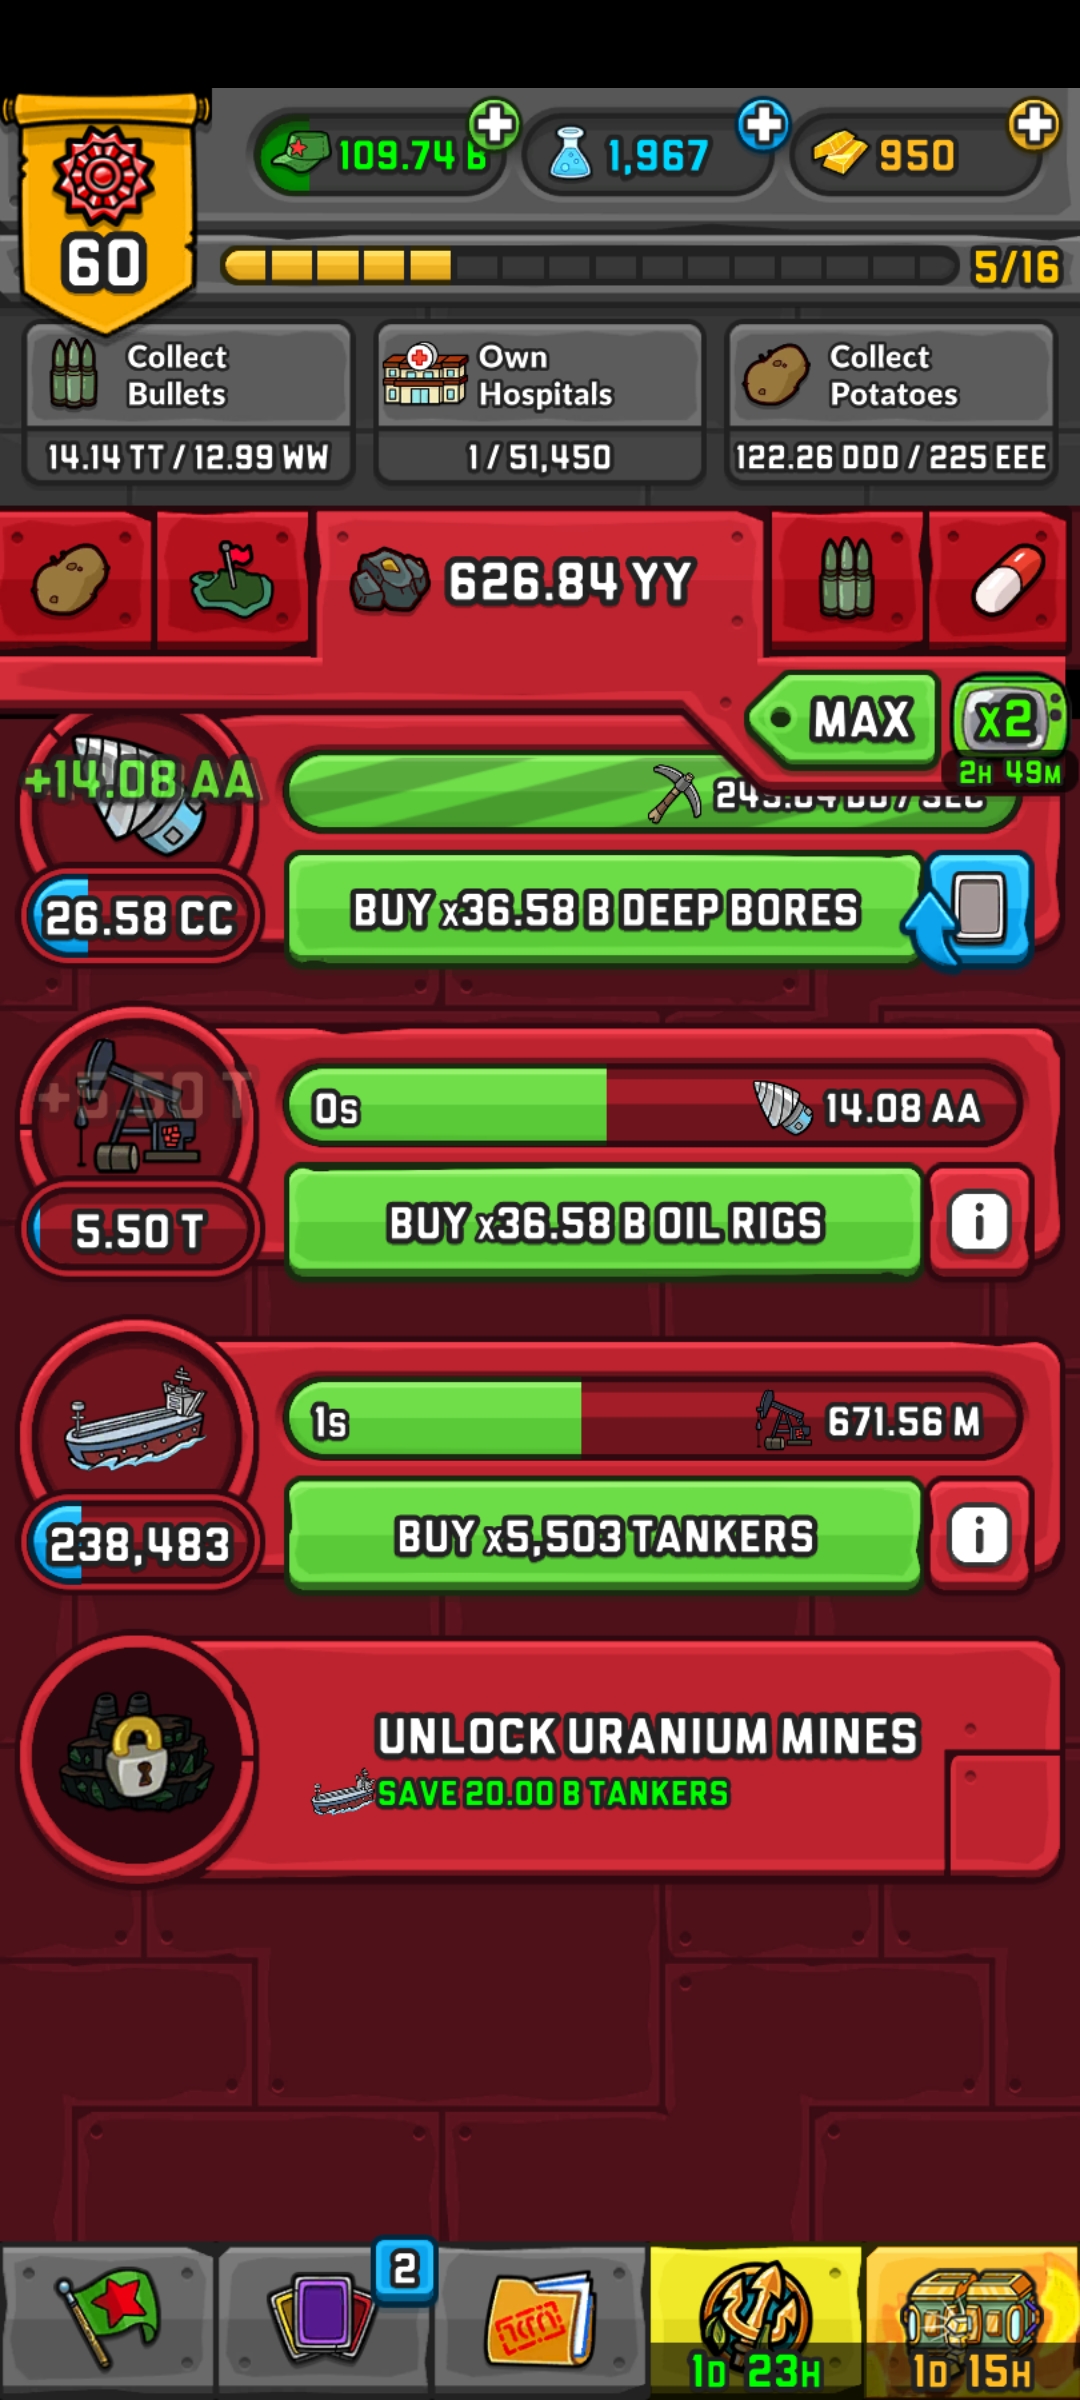 109.74 B
1,967
950
60
5/16
Collect Bullets
14.14 TT / 12.99 WW
Own Hospitals
1 / 51,450
Collect Potatoes
122.26 DDD / 225 EEE
626.84 YY
MAX
x2
2H 49M
+14.08 AA
26.58 CC
BUY x36.58 B DEEP BORES
+5.50 T
0s
14.08 AA
5.50 T
BUY x36.58 B OIL RIGS
i
1s
671.56 M
238,483
BUY x5,503 TANKERS
i
UNLOCK URANIUM MINES
SAVE 20.00 B TANKERS
2
1D 23H
1D 15H